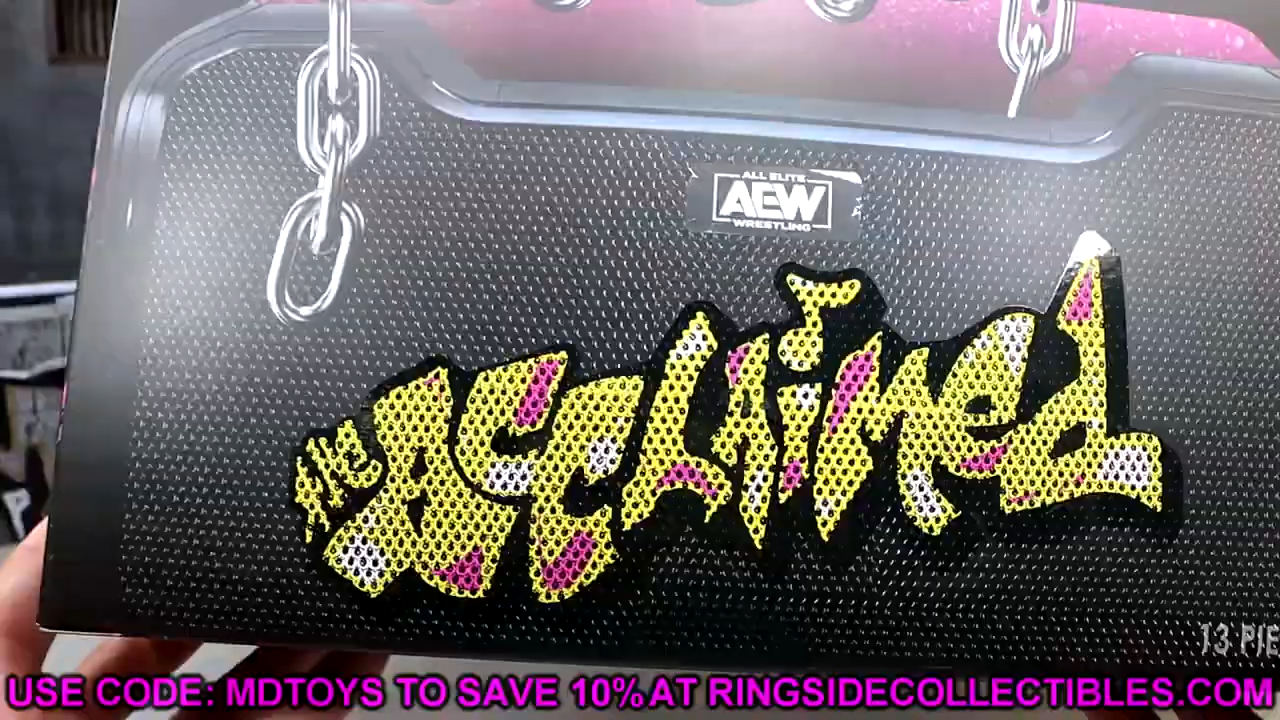 ALL ELITE
AEW
WRESTLING
THE ACCLAIMED
13 PIE
USE CODE: MDTOYS TO SAVE 10% AT RINGSIDECOLLECTIBLES.COM